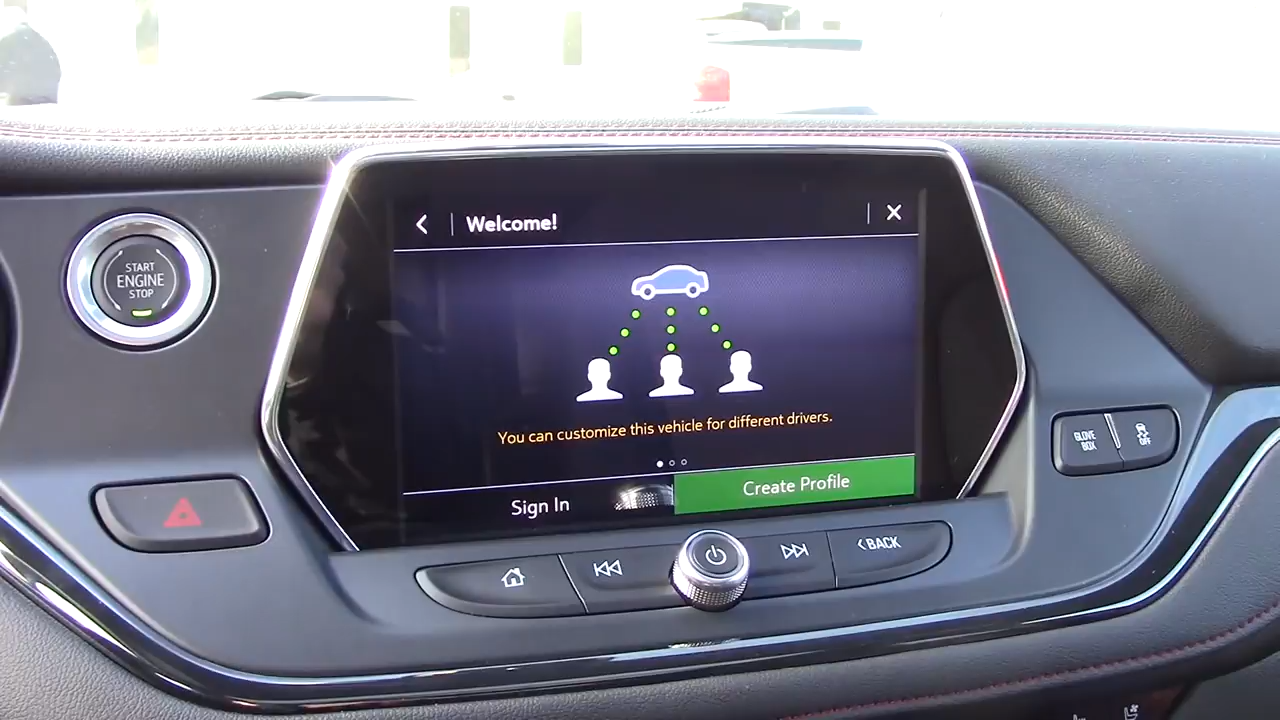 Welcome!
START
ENGINE
STOP
You can customize this vehicle for different drivers.
GLOVE
BOX
OFF
Sign In
Create Profile
BACK